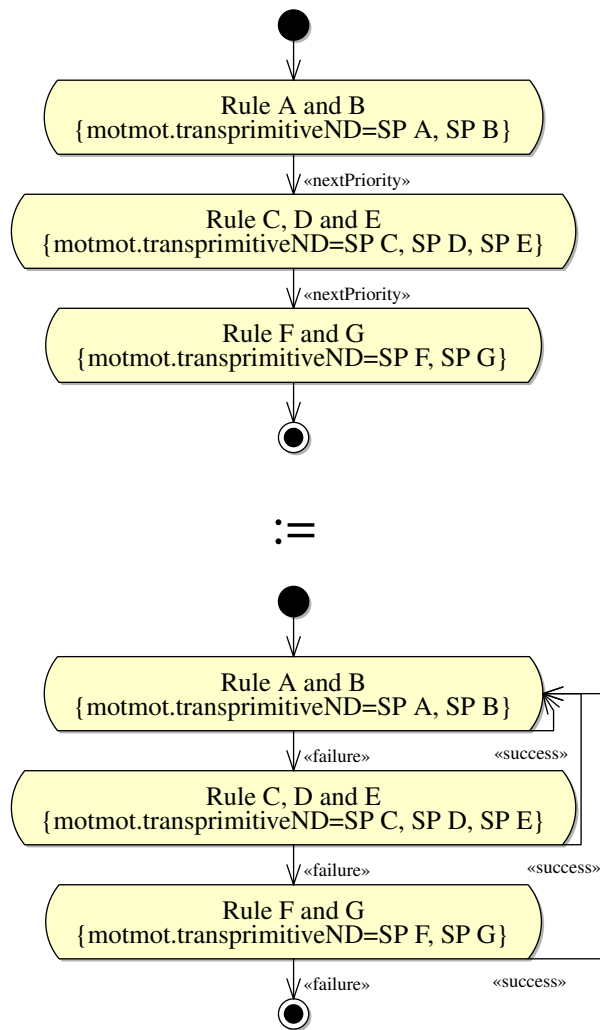 Rule A and B
{motmot.transprimitiveND=SP A, SP B}
«nextPriority»
Rule C, D and E
{motmot.transprimitiveND=SP C, SP D, SP E}
«nextPriority»
Rule F and G
{motmot.transprimitiveND=SP F, SP G}
:=
Rule A and B
{motmot.transprimitiveND=SP A, SP B}
«failure»
«success»
Rule C, D and E
{motmot.transprimitiveND=SP C, SP D, SP E}
«failure»
«success»
Rule F and G
{motmot.transprimitiveND=SP F, SP G}
«failure»
«success»